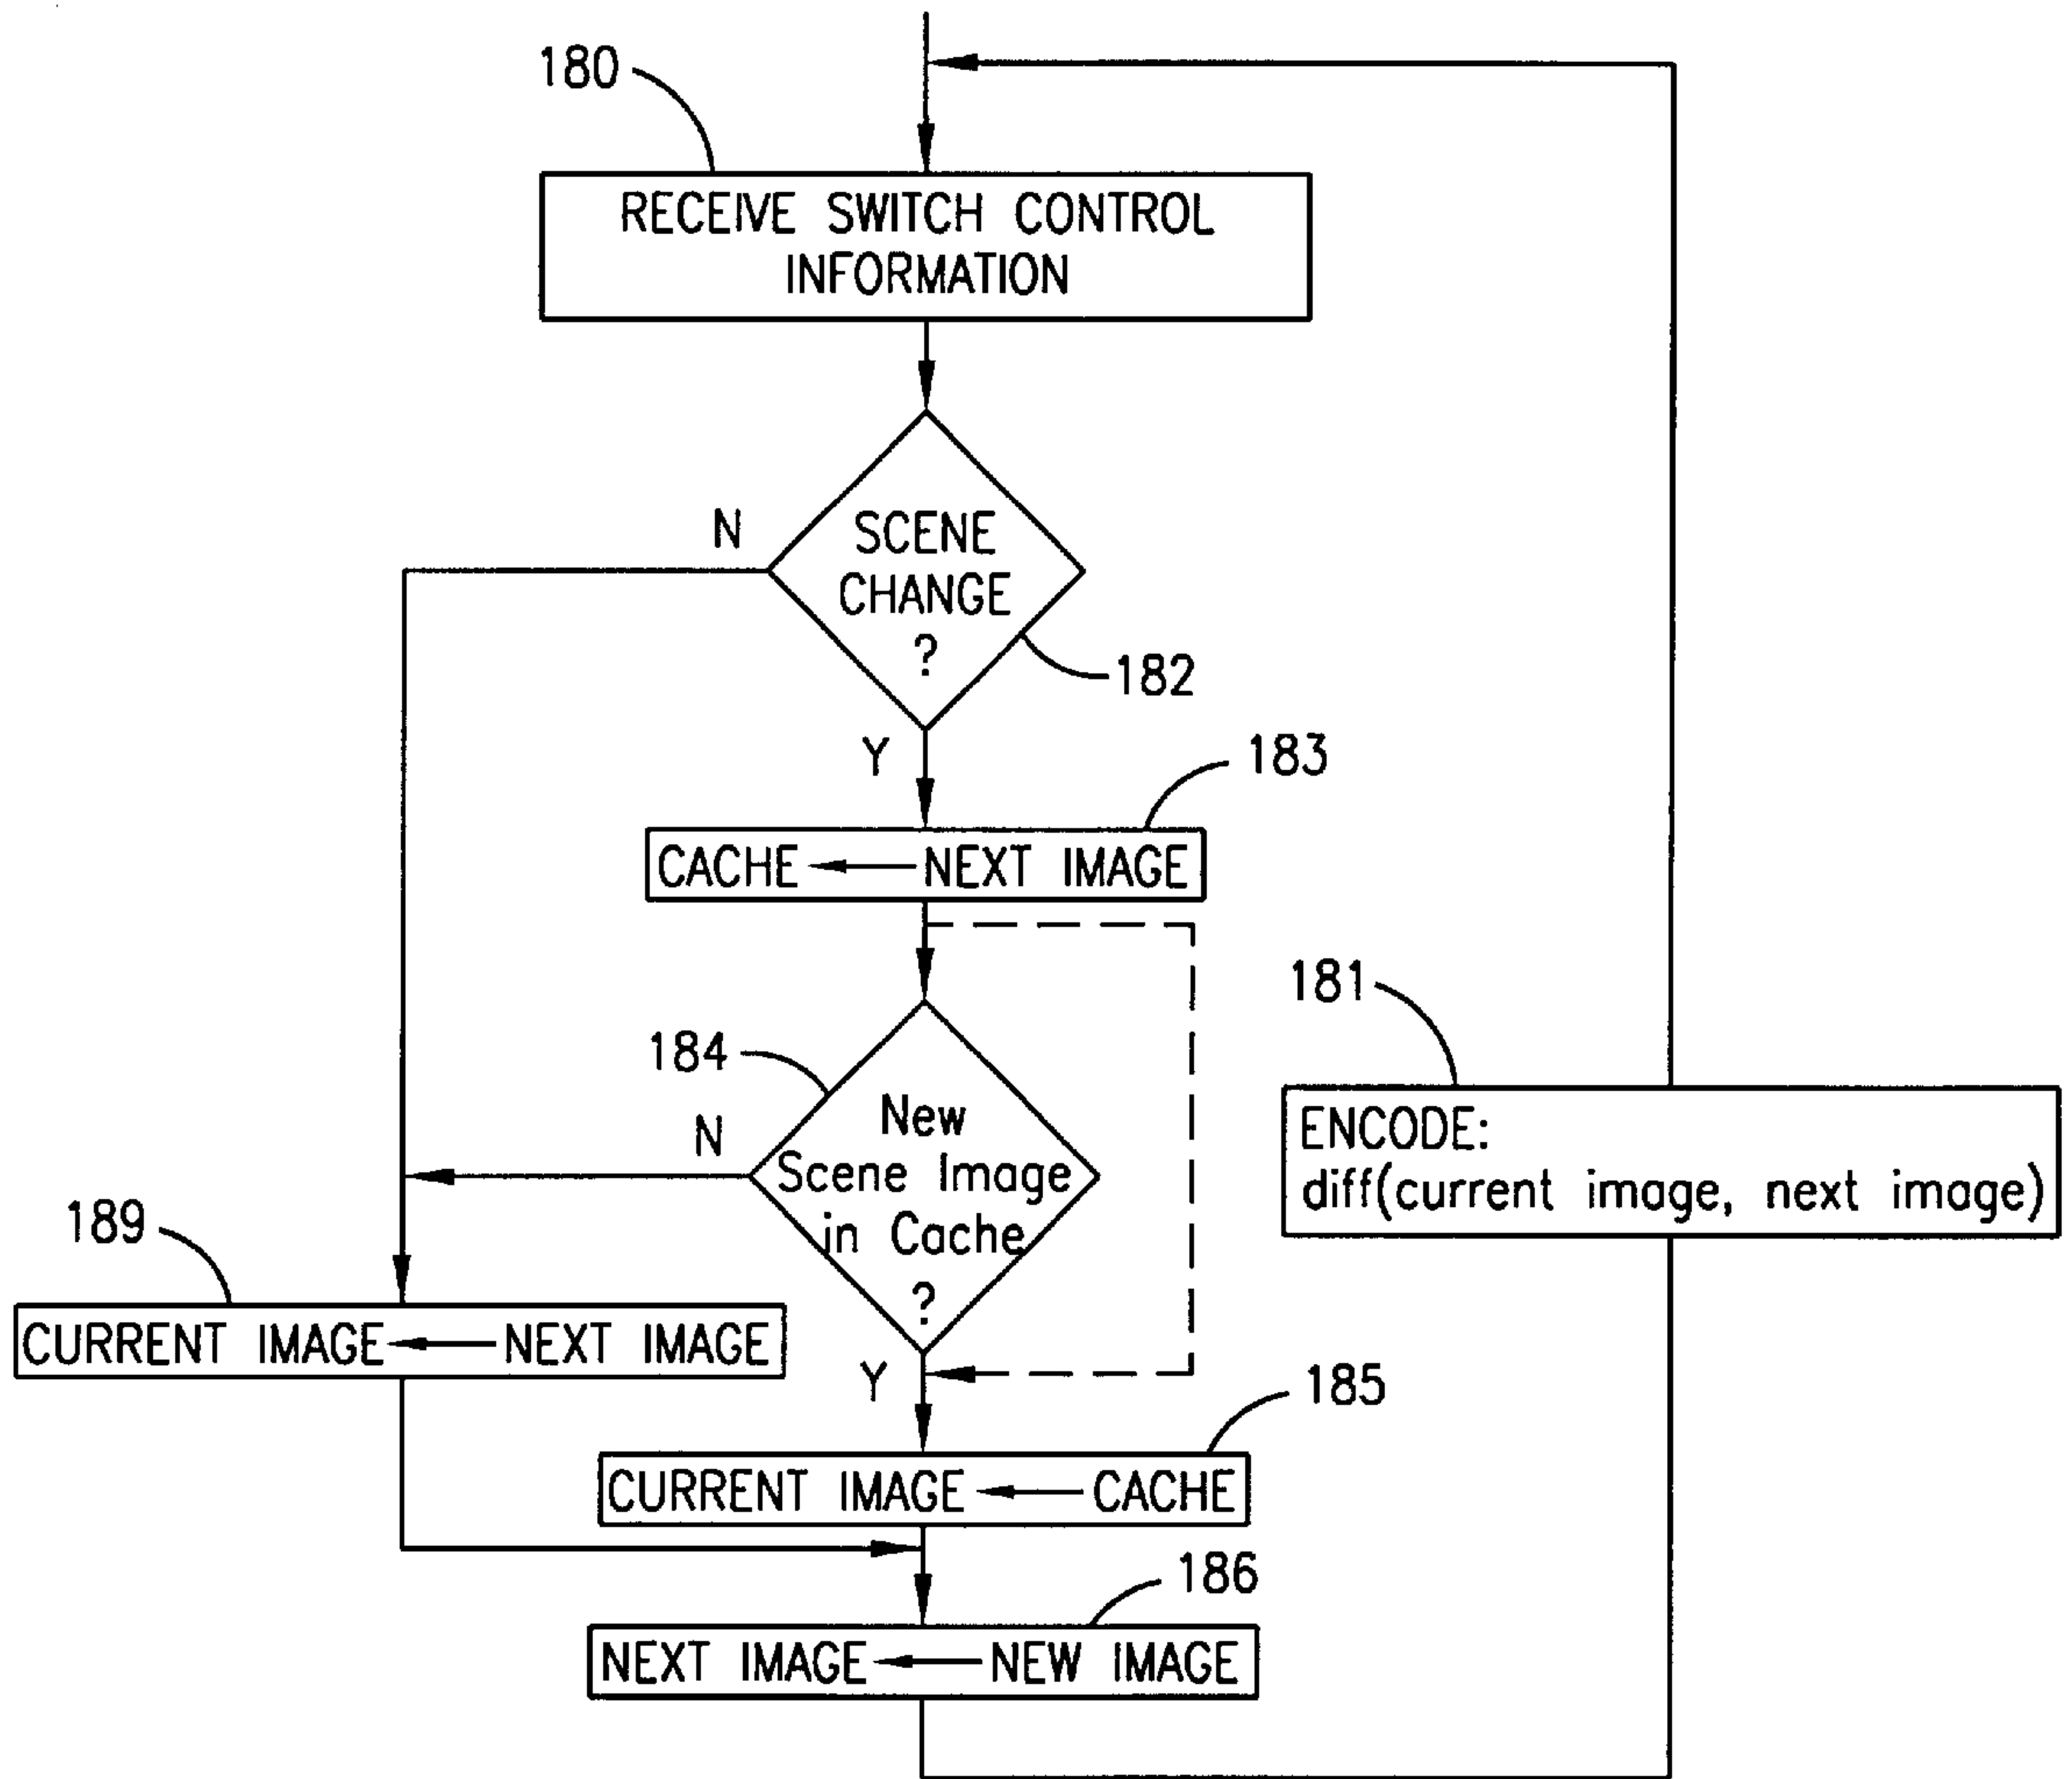 180
RECEIVE SWITCH CONTROL
INFORMATION
N
SCENE
CHANGE
?
182
Y
183
CACHE ← NEXT IMAGE
184
N
New
Scene Image
in Cache
?
181
ENCODE:
diff(current image, next image)
189
CURRENT IMAGE ← NEXT IMAGE
Y
185
CURRENT IMAGE ← CACHE
186
NEXT IMAGE ← NEW IMAGE